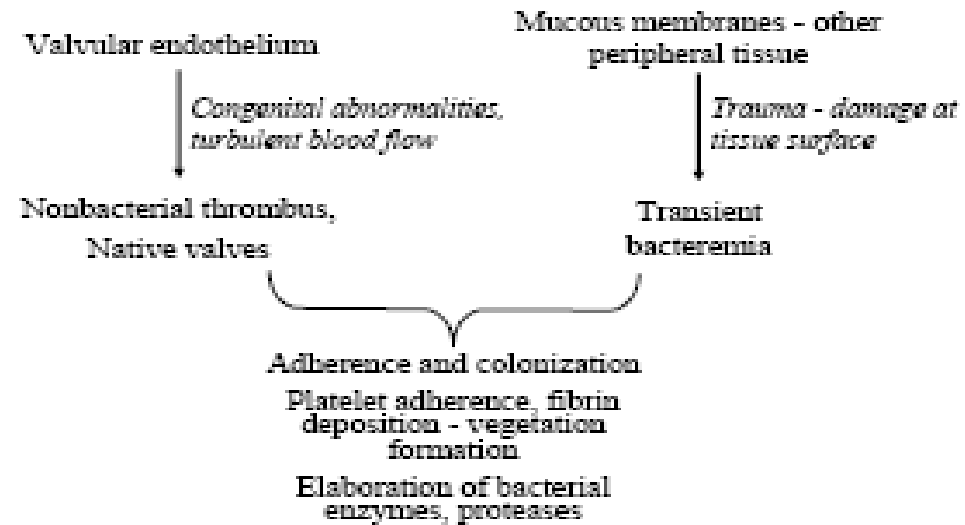 Valvular endothelium
Mucous membranes - other
peripheral tissue
Congenital abnormalities,
turbulent blood flow
Trauma - damage at
tissue surface
Nonbacterial thrombus,
Native valves
Transient
bacteremia
Adherence and colonization
Platelet adherence, fibrin
deposition - vegetation
formation
Elaboration of bacterial
enzymes, proteases